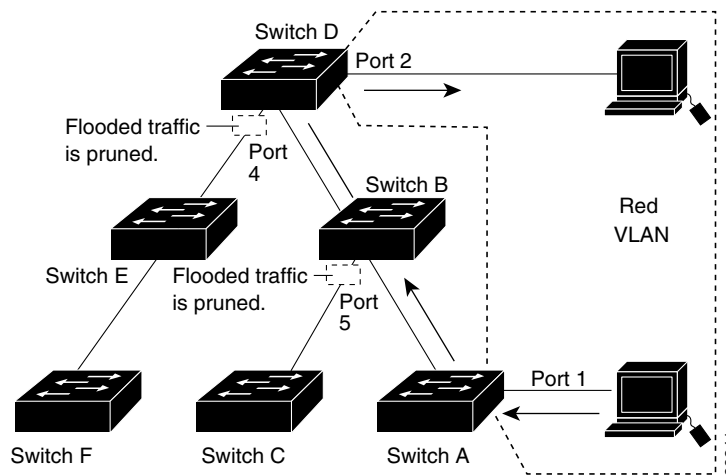 Switch D
Port 2
Flooded traffic
is pruned.
Port
4
Switch B
Red
VLAN
Switch E
Flooded traffic
is pruned.
Port
5
Port 1
Switch F
Switch C
Switch A